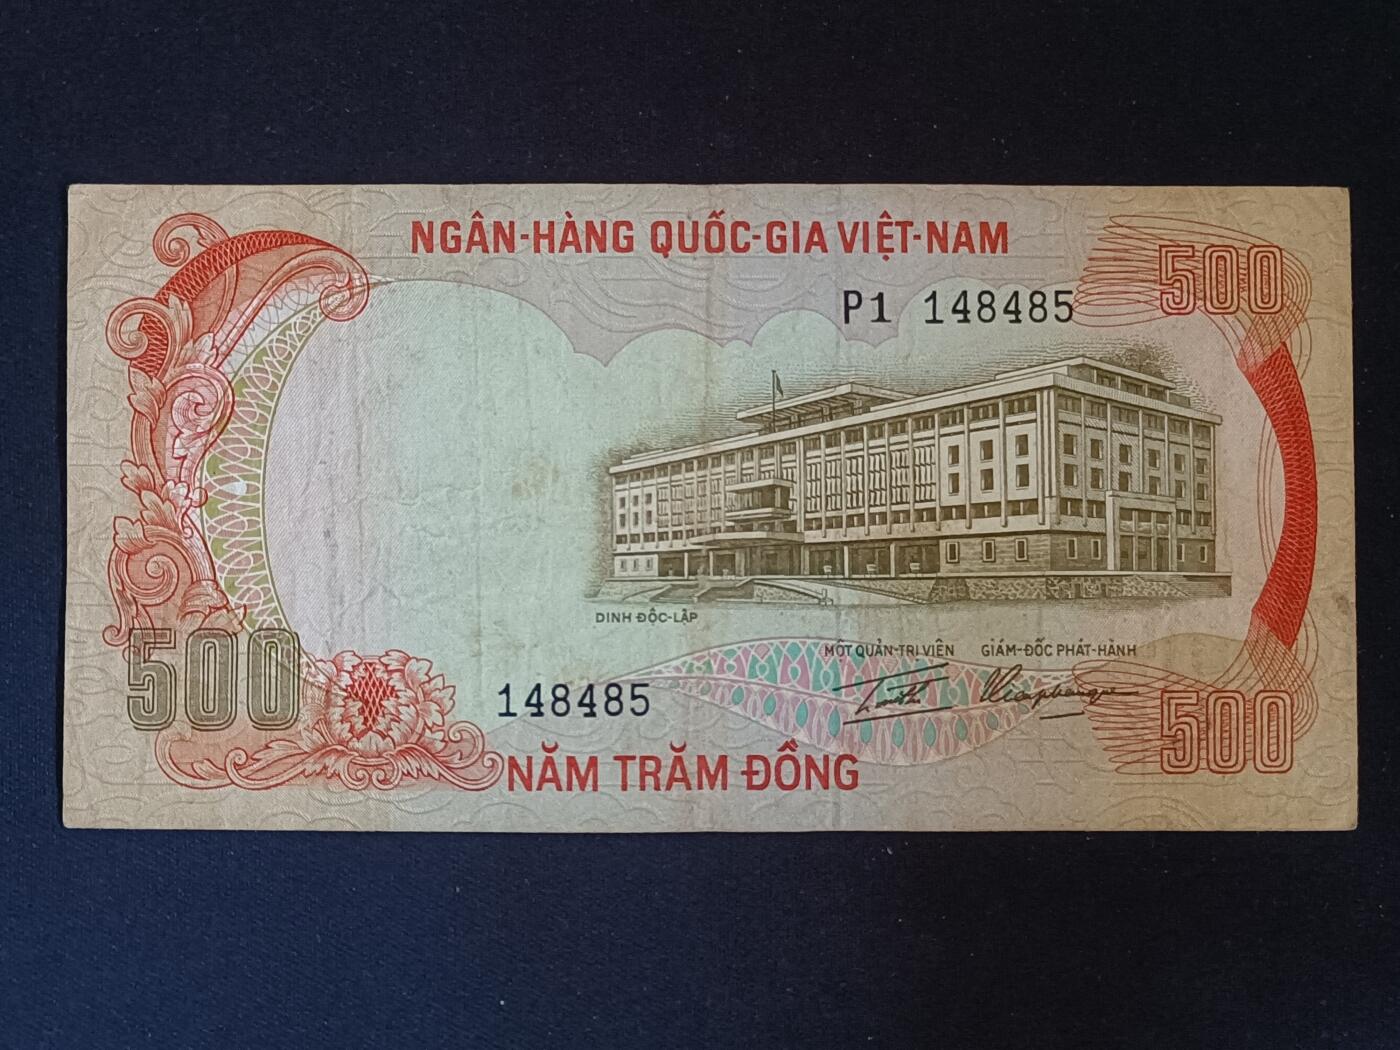 NGÂN-HÀNG QUỐC-GIA VIỆT-NAM
500
P1 148485
DINH ĐỘC-LẬP
MỘT QUẢN-TRỊ VIÊN GIÁM-ĐỐC PHÁT-HÀNH
500
148485
500
NĂM TRĂM ĐỒNG